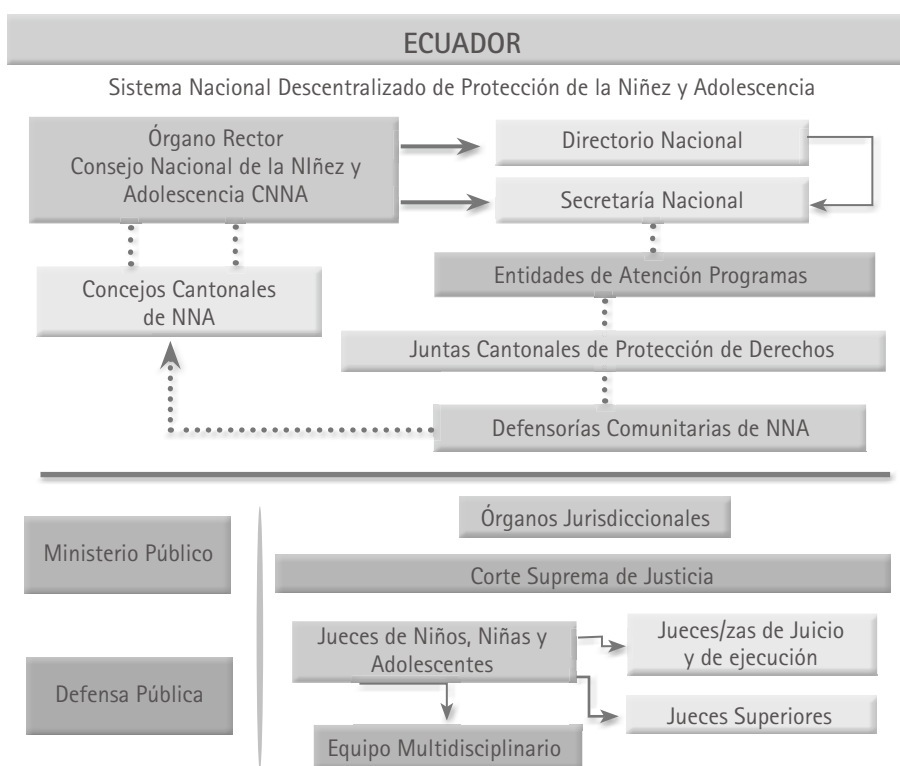 ECUADOR
Sistema Nacional Descentralizado de Protección de la Niñez y Adolescencia
Órgano Rector
Consejo Nacional de la NIñez y
Adolescencia CNNA
Directorio Nacional
Secretaría Nacional
Entidades de Atención Programas
Concejos Cantonales
de NNA
Juntas Cantonales de Protección de Derechos
Defensorías Comunitarias de NNA
Ministerio Público
Defensa Pública
Órganos Jurisdiccionales
Corte Suprema de Justicia
Jueces de Niños, Niñas y
Adolescentes
Jueces/zas de Juicio
y de ejecución
Jueces Superiores
Equipo Multidisciplinario